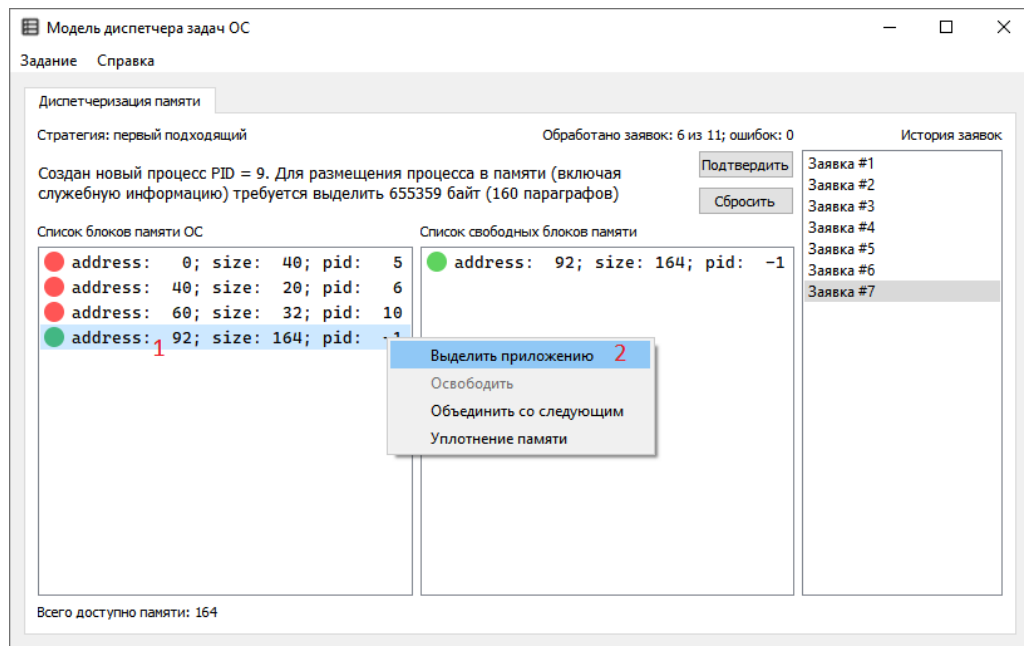 Модель диспетчера задач ОС
Задание Справка
Диспетчеризация памяти
Стратегия: первый подходящий Обработано заявок: 6 из 11; ошибок: 0 История заявок
Создан новый процесс PID = 9. Для размещения процесса в памяти (включая
служебную информацию) требуется выделить 655359 байт (160 параграфов)
Подтвердить
Сбросить
Список блоков памяти ОС
address: 0; size: 40; pid: 5
address: 40; size: 20; pid: 6
address: 60; size: 32; pid: 10
address: 92; size: 164; pid: -1
1
Выделить приложению 2
Освободить
Объединить со следующим
Уплотнение памяти
Список свободных блоков памяти
address: 92; size: 164; pid: -1
Заявка #1
Заявка #2
Заявка #3
Заявка #4
Заявка #5
Заявка #6
Заявка #7
Всего доступно памяти: 164